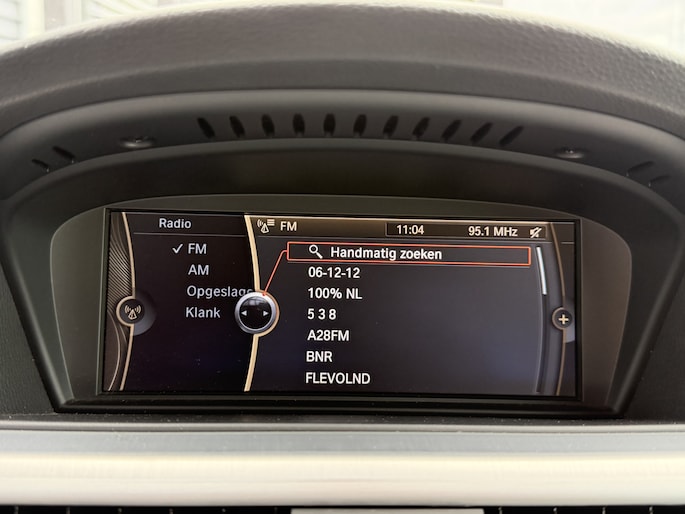 Radio
FM 11:04 95.1 MHz
✓ FM
AM
Opgeslage
Klank
Handmatig zoeken
06-12-12
100% NL
5 3 8
A28FM
BNR
FLEVOLND